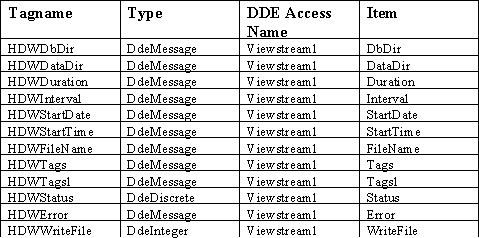 Tagname Type DDE Access Name Item
HDWDbDir DdeMessage Viewstream1 DbDir
HDWDataDir DdeMessage Viewstream1 DataDir
HDWDuration DdeMessage Viewstream1 Duration
HDWInterval DdeMessage Viewstream1 Interval
HDWStartDate DdeMessage Viewstream1 StartDate
HDWStartTime DdeMessage Viewstream1 StartTime
HDWFileName DdeMessage Viewstream1 FileName
HDWTags DdeMessage Viewstream1 Tags
HDWTags1 DdeMessage Viewstream1 Tags1
HDWStatus DdeDiscrete Viewstream1 Status
HDWError DdeMessage Viewstream1 Error
HDWWriteFile DdeInteger Viewstream1 WriteFile